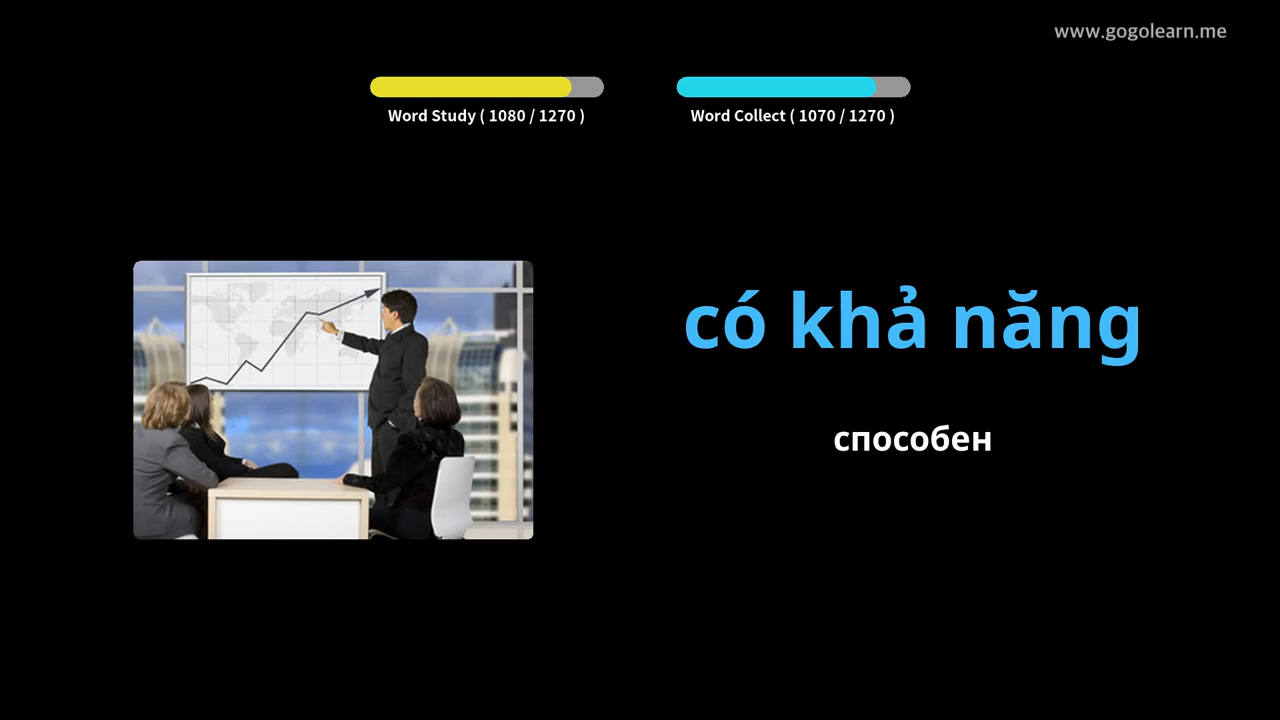 www.gogolearn.me
Word Study ( 1080 / 1270 )
Word Collect ( 1070 / 1270 )
có khả năng
способен